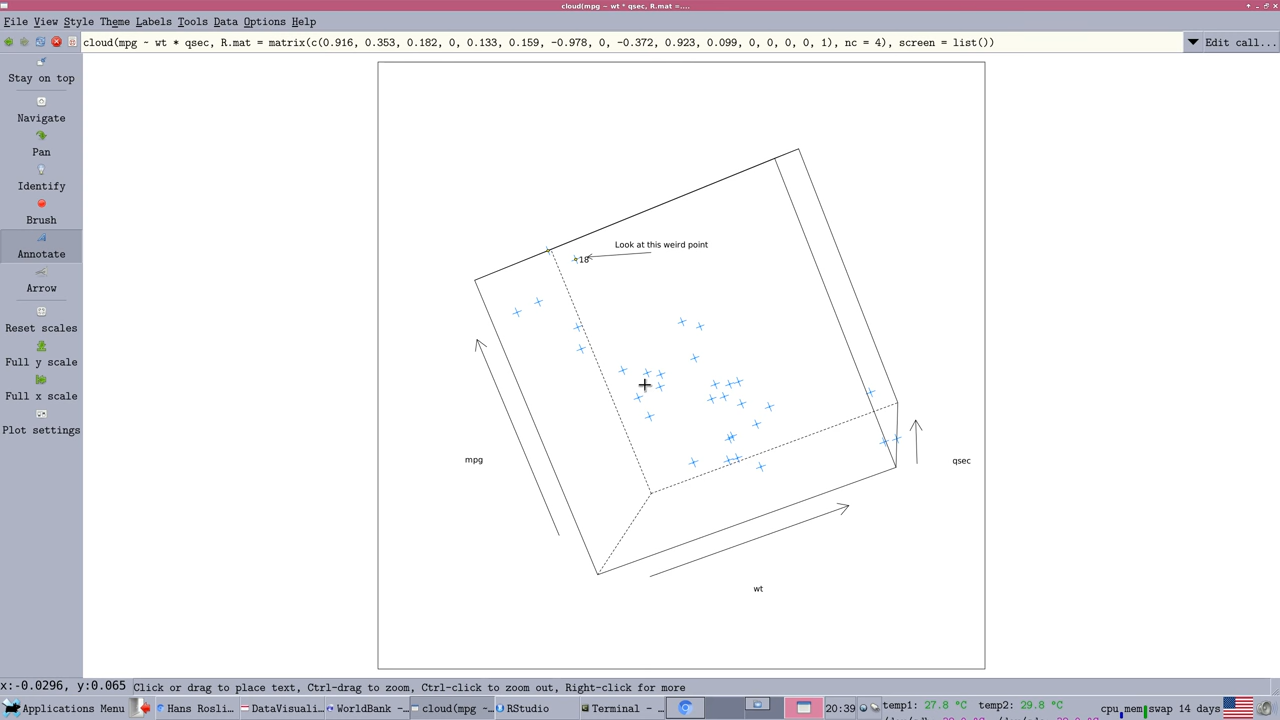 cloud(mpg ~ wt * qsec, R.mat =....
File View Style Theme Labels Tools Data Options Help
cloud(mpg ~ wt * qsec, R.mat = matrix(c(0.916, 0.353, 0.182, 0, 0.133, 0.159, -0.978, 0, -0.372, 0.923, 0.099, 0, 0, 0, 0, 1), nc = 4), screen = list())
Edit call...
Stay on top
Navigate
Pan
Identify
Brush
Annotate
Arrow
Reset scales
Full y scale
Full x scale
Plot settings
Look at this weird point
18
mpg
qsec
wt
x:-0.0296, y:0.065 Click or drag to place text, Ctrl-drag to zoom, Ctrl-click to zoom out, Right-click for more
Applications Menu
Hans Rosli...
DataVisuali...
WorldBank -...
cloud(mpg ~...
RStudio
Terminal - ...
20:39
temp1: 27.8 °C temp2: 29.8 °C
cpu mem swap 14 days